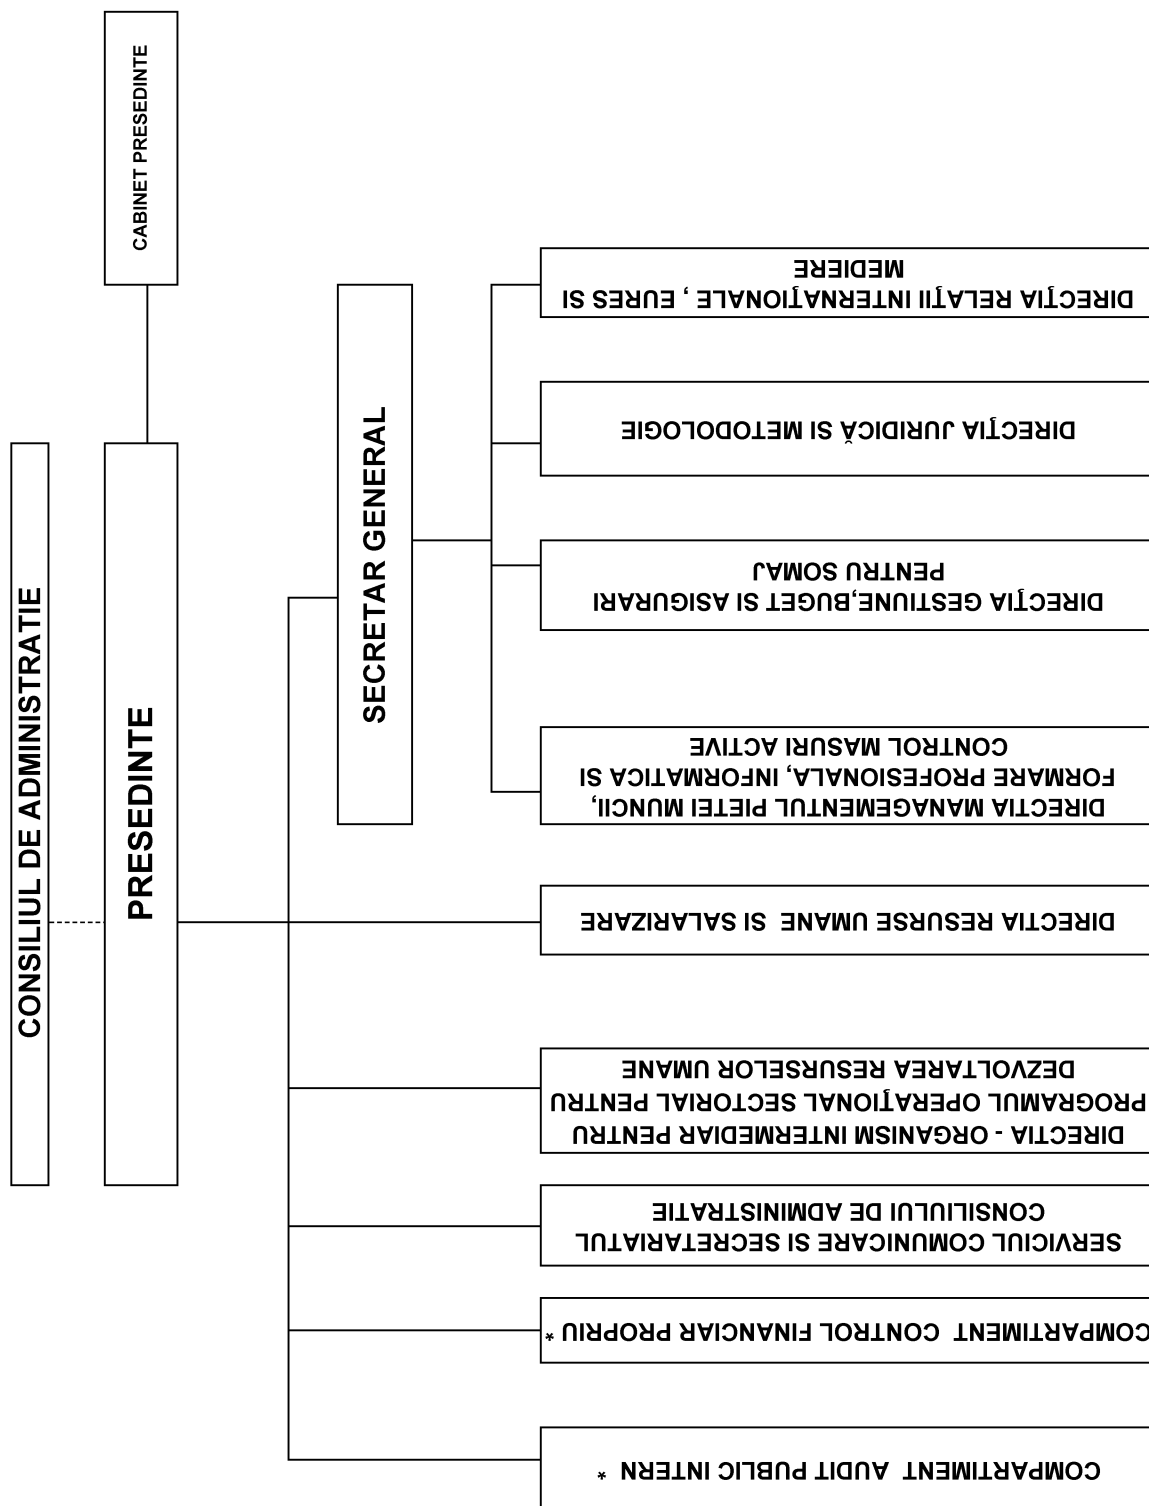 CONSILIUL DE ADMINISTRATIE
PRESEDINTE
CABINET PRESEDINTE
SECRETAR GENERAL
COMPARTIMENT AUDIT PUBLIC INTERN *
COMPARTIMENT CONTROL FINANCIAR PROPRIU *
SERVICIUL COMUNICARE SI SECRETARIATUL
CONSILIULUI DE ADMINISTRATIE
DIRECTIA - ORGANISM INTERMEDIAR PENTRU
PROGRAMUL OPERAŢIONAL SECTORIAL PENTRU
DEZVOLTAREA RESURSELOR UMANE
DIRECTIA RESURSE UMANE SI SALARIZARE
DIRECTIA MANAGEMENTUL PIETEI MUNCII,
FORMARE PROFESIONALA, INFORMATICA SI
CONTROL MASURI ACTIVE
DIRECŢIA GESTIUNE,BUGET SI ASIGURARI
PENTRU SOMAJ
DIRECŢIA JURIDICĂ SI METODOLOGIE
DIRECŢIA RELAŢII INTERNAŢIONALE , EURES SI
MEDIERE